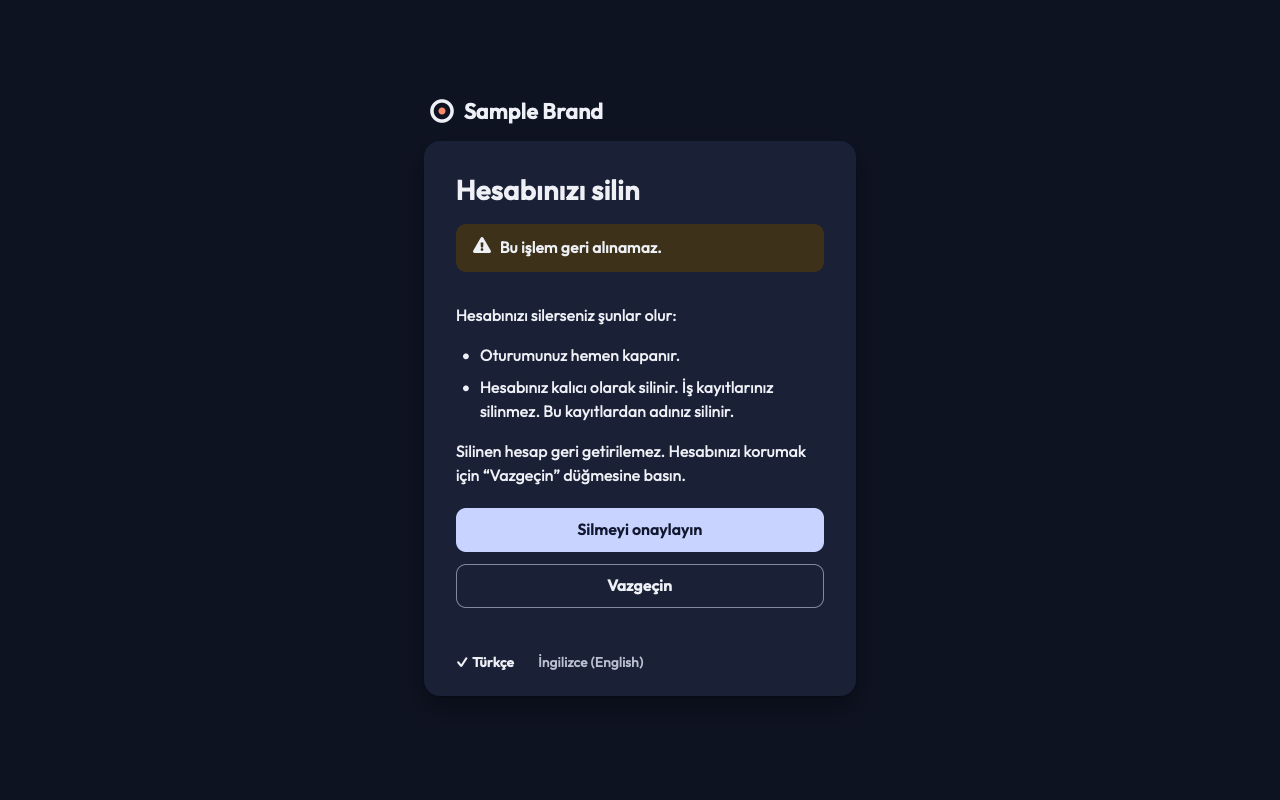 Sample Brand
Hesabınızı silin
Bu işlem geri alınamaz.
Hesabınızı silerseniz şunlar olur:
Oturumunuz hemen kapanır.
Hesabınız kalıcı olarak silinir. İş kayıtlarınız
silinmez. Bu kayıtlardan adınız silinir.
Silinen hesap geri getirilemez. Hesabınızı korumak
için “Vazgeçin” düğmesine basın.
Silmeyi onaylayın
Vazgeçin
Türkçe İngilizce (English)